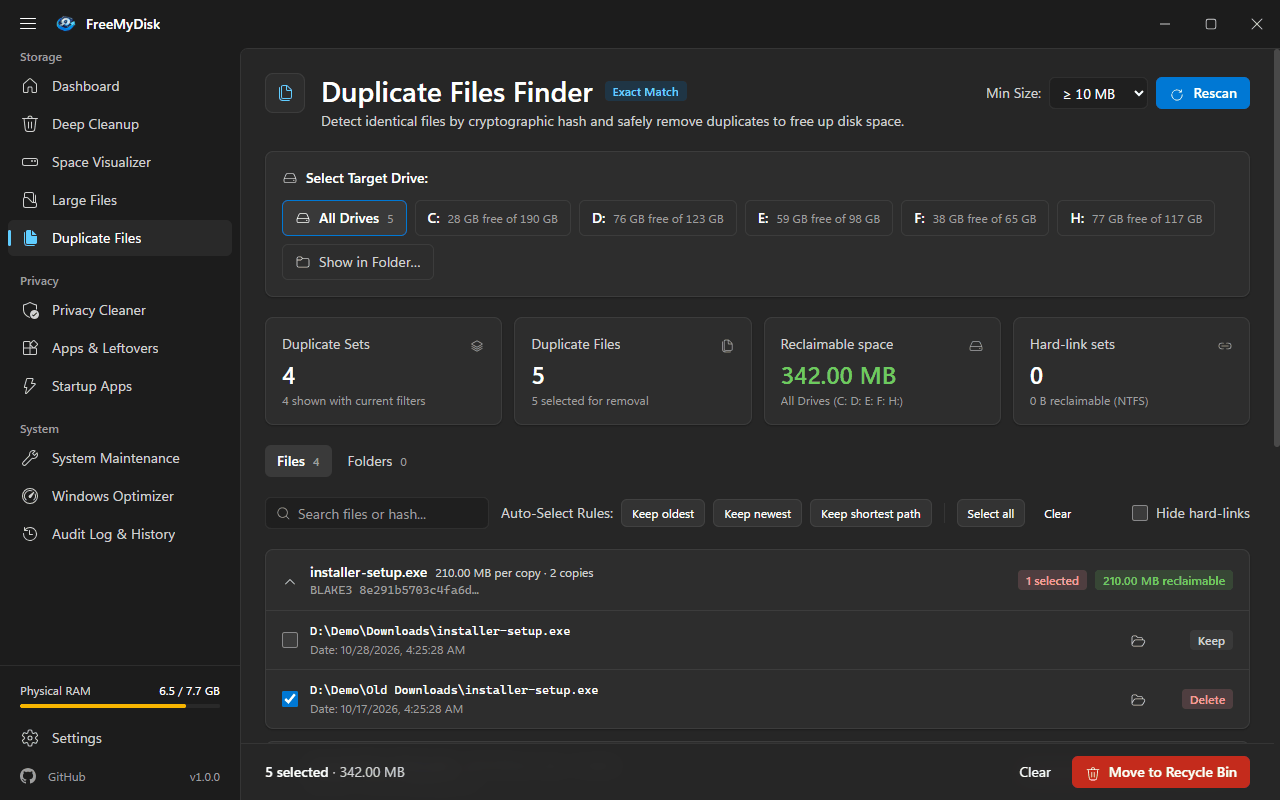 FreeMyDisk
Storage
Dashboard
Deep Cleanup
Space Visualizer
Large Files
Duplicate Files
Privacy
Privacy Cleaner
Apps & Leftovers
Startup Apps
System
System Maintenance
Windows Optimizer
Audit Log & History
Physical RAM 6.5 / 7.7 GB
Settings
GitHub v1.0.0
Duplicate Files Finder Exact Match
Min Size: ≥ 10 MB Rescan
Detect identical files by cryptographic hash and safely remove duplicates to free up disk space.
Select Target Drive:
All Drives 5 C: 28 GB free of 190 GB D: 76 GB free of 123 GB E: 59 GB free of 98 GB F: 38 GB free of 65 GB H: 77 GB free of 117 GB
Show in Folder...
Duplicate Sets
4
4 shown with current filters
Duplicate Files
5
5 selected for removal
Reclaimable space
342.00 MB
All Drives (C: D: E: F: H:)
Hard-link sets
0
0 B reclaimable (NTFS)
Files 4 Folders 0
Search files or hash... Auto-Select Rules: Keep oldest Keep newest Keep shortest path Select all Clear Hide hard-links
installer-setup.exe 210.00 MB per copy · 2 copies
BLAKE3 8e291b5703c4fa6d…
1 selected 210.00 MB reclaimable
D:\Demo\Downloads\installer-setup.exe
Date: 10/28/2026, 4:25:28 AM
Keep
D:\Demo\Old Downloads\installer-setup.exe
Date: 10/17/2026, 4:25:28 AM
Delete
5 selected · 342.00 MB Clear Move to Recycle Bin